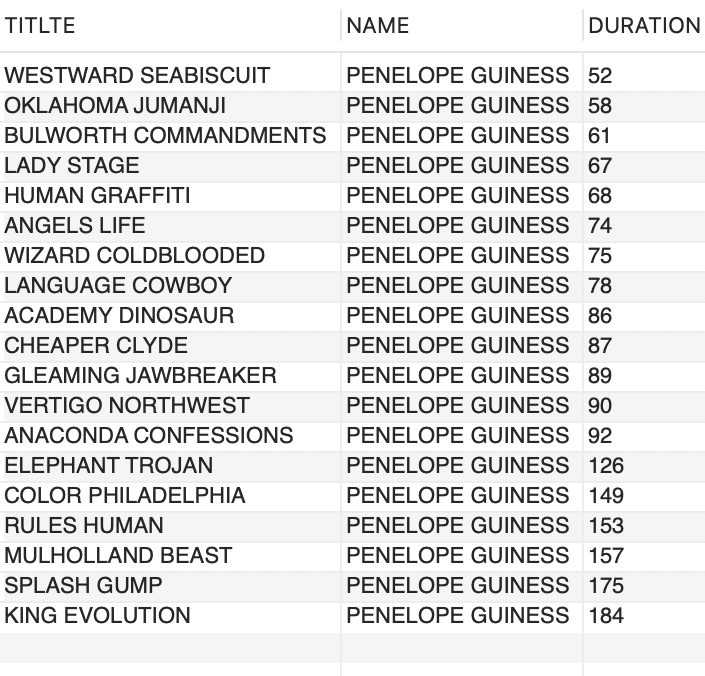 TITLTE NAME DURATION
WESTWARD SEABISCUIT PENELOPE GUINESS 52
OKLAHOMA JUMANJI PENELOPE GUINESS 58
BULWORTH COMMANDMENTS PENELOPE GUINESS 61
LADY STAGE PENELOPE GUINESS 67
HUMAN GRAFFITI PENELOPE GUINESS 68
ANGELS LIFE PENELOPE GUINESS 74
WIZARD COLDBLOODED PENELOPE GUINESS 75
LANGUAGE COWBOY PENELOPE GUINESS 78
ACADEMY DINOSAUR PENELOPE GUINESS 86
CHEAPER CLYDE PENELOPE GUINESS 87
GLEAMING JAWBREAKER PENELOPE GUINESS 89
VERTIGO NORTHWEST PENELOPE GUINESS 90
ANACONDA CONFESSIONS PENELOPE GUINESS 92
ELEPHANT TROJAN PENELOPE GUINESS 126
COLOR PHILADELPHIA PENELOPE GUINESS 149
RULES HUMAN PENELOPE GUINESS 153
MULHOLLAND BEAST PENELOPE GUINESS 157
SPLASH GUMP PENELOPE GUINESS 175
KING EVOLUTION PENELOPE GUINESS 184